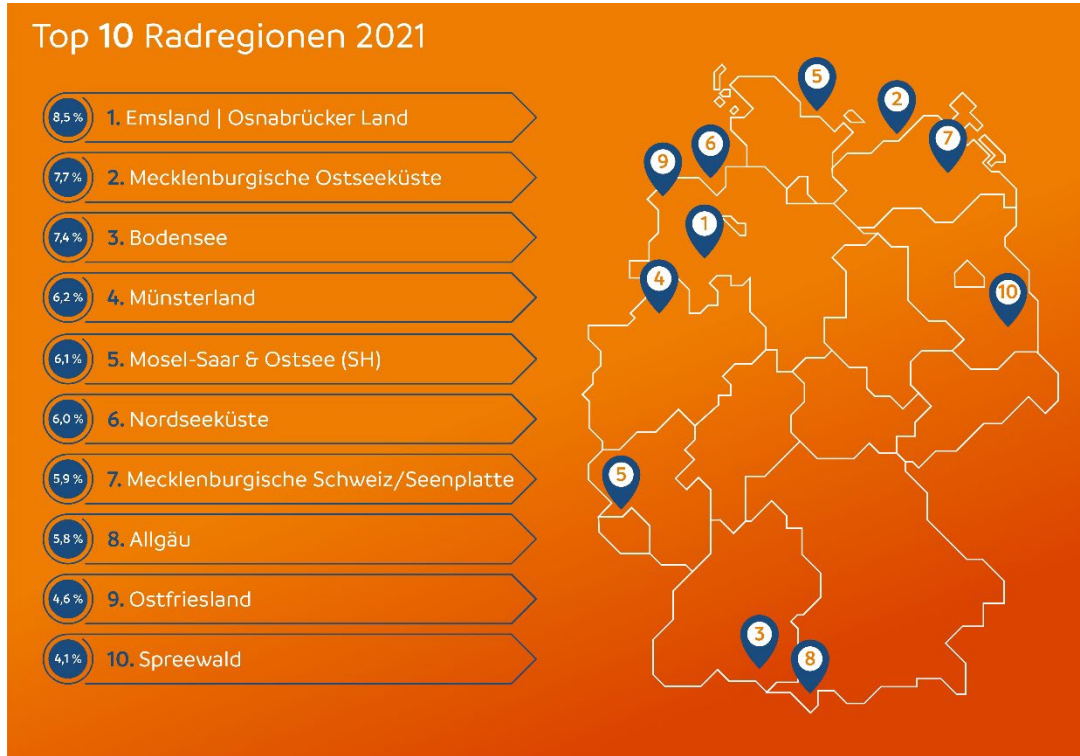 Top 10 Radregionen 2021
8,5 % 1. Emsland | Osnabrücker Land
7,7 % 2. Mecklenburgische Ostseeküste
7,4 % 3. Bodensee
6,2 % 4. Münsterland
6,1 % 5. Mosel-Saar & Ostsee (SH)
6,0 % 6. Nordseeküste
5,9 % 7. Mecklenburgische Schweiz/Seenplatte
5,8 % 8. Allgäu
4,6 % 9. Ostfriesland
4,1 % 10. Spreewald
5
2
7
6
9
1
4
10
5
3
8